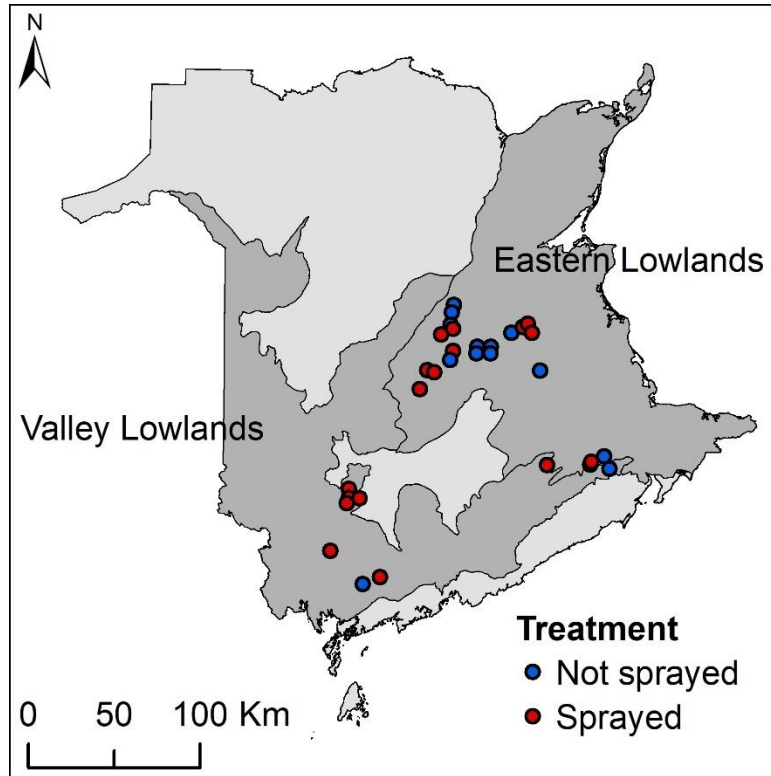 N
Eastern Lowlands
Valley Lowlands
Treatment
Not sprayed
Sprayed
0 50 100 Km